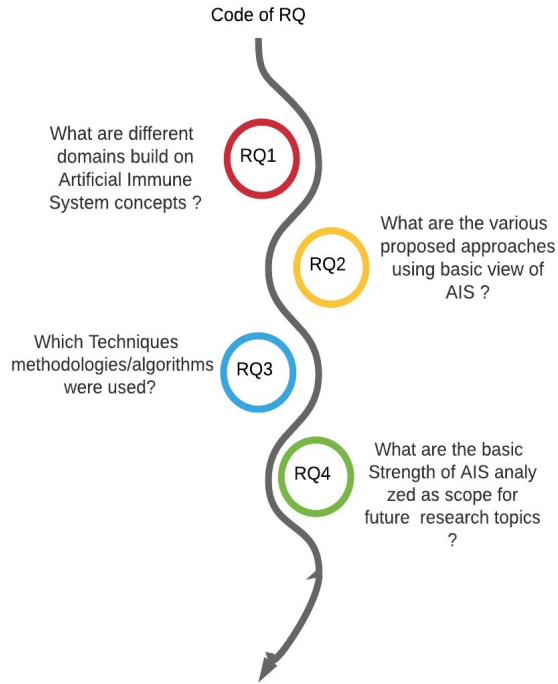 Code of RQ
What are different
domains build on
Artificial Immune
System concepts ?
RQ1
What are the various
proposed approaches
using basic view of
AIS ?
RQ2
Which Techniques
methodologies/algorithms
were used?
RQ3
What are the basic
Strength of AIS analy
zed as scope for
future research topics
?
RQ4